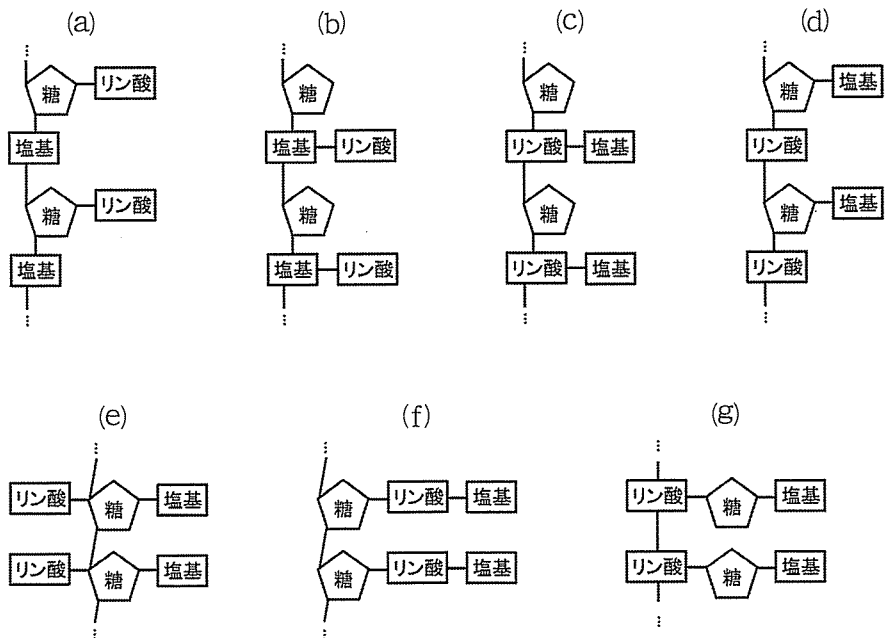 (a) (b) (c) (d)
⋮ ⋮ ⋮ ⋮
糖 リン酸 糖 糖 糖 塩基
塩基 塩基 リン酸 リン酸 塩基 リン酸
糖 リン酸 糖 糖 糖 塩基
塩基 塩基 リン酸 リン酸 塩基 リン酸
⋮ ⋮ ⋮ ⋮
(e) (f) (g)
⋮ ⋮ ⋮
リン酸 糖 塩基 糖 リン酸 塩基 リン酸 糖 塩基
リン酸 糖 塩基 糖 リン酸 塩基 リン酸 糖 塩基
⋮ ⋮ ⋮